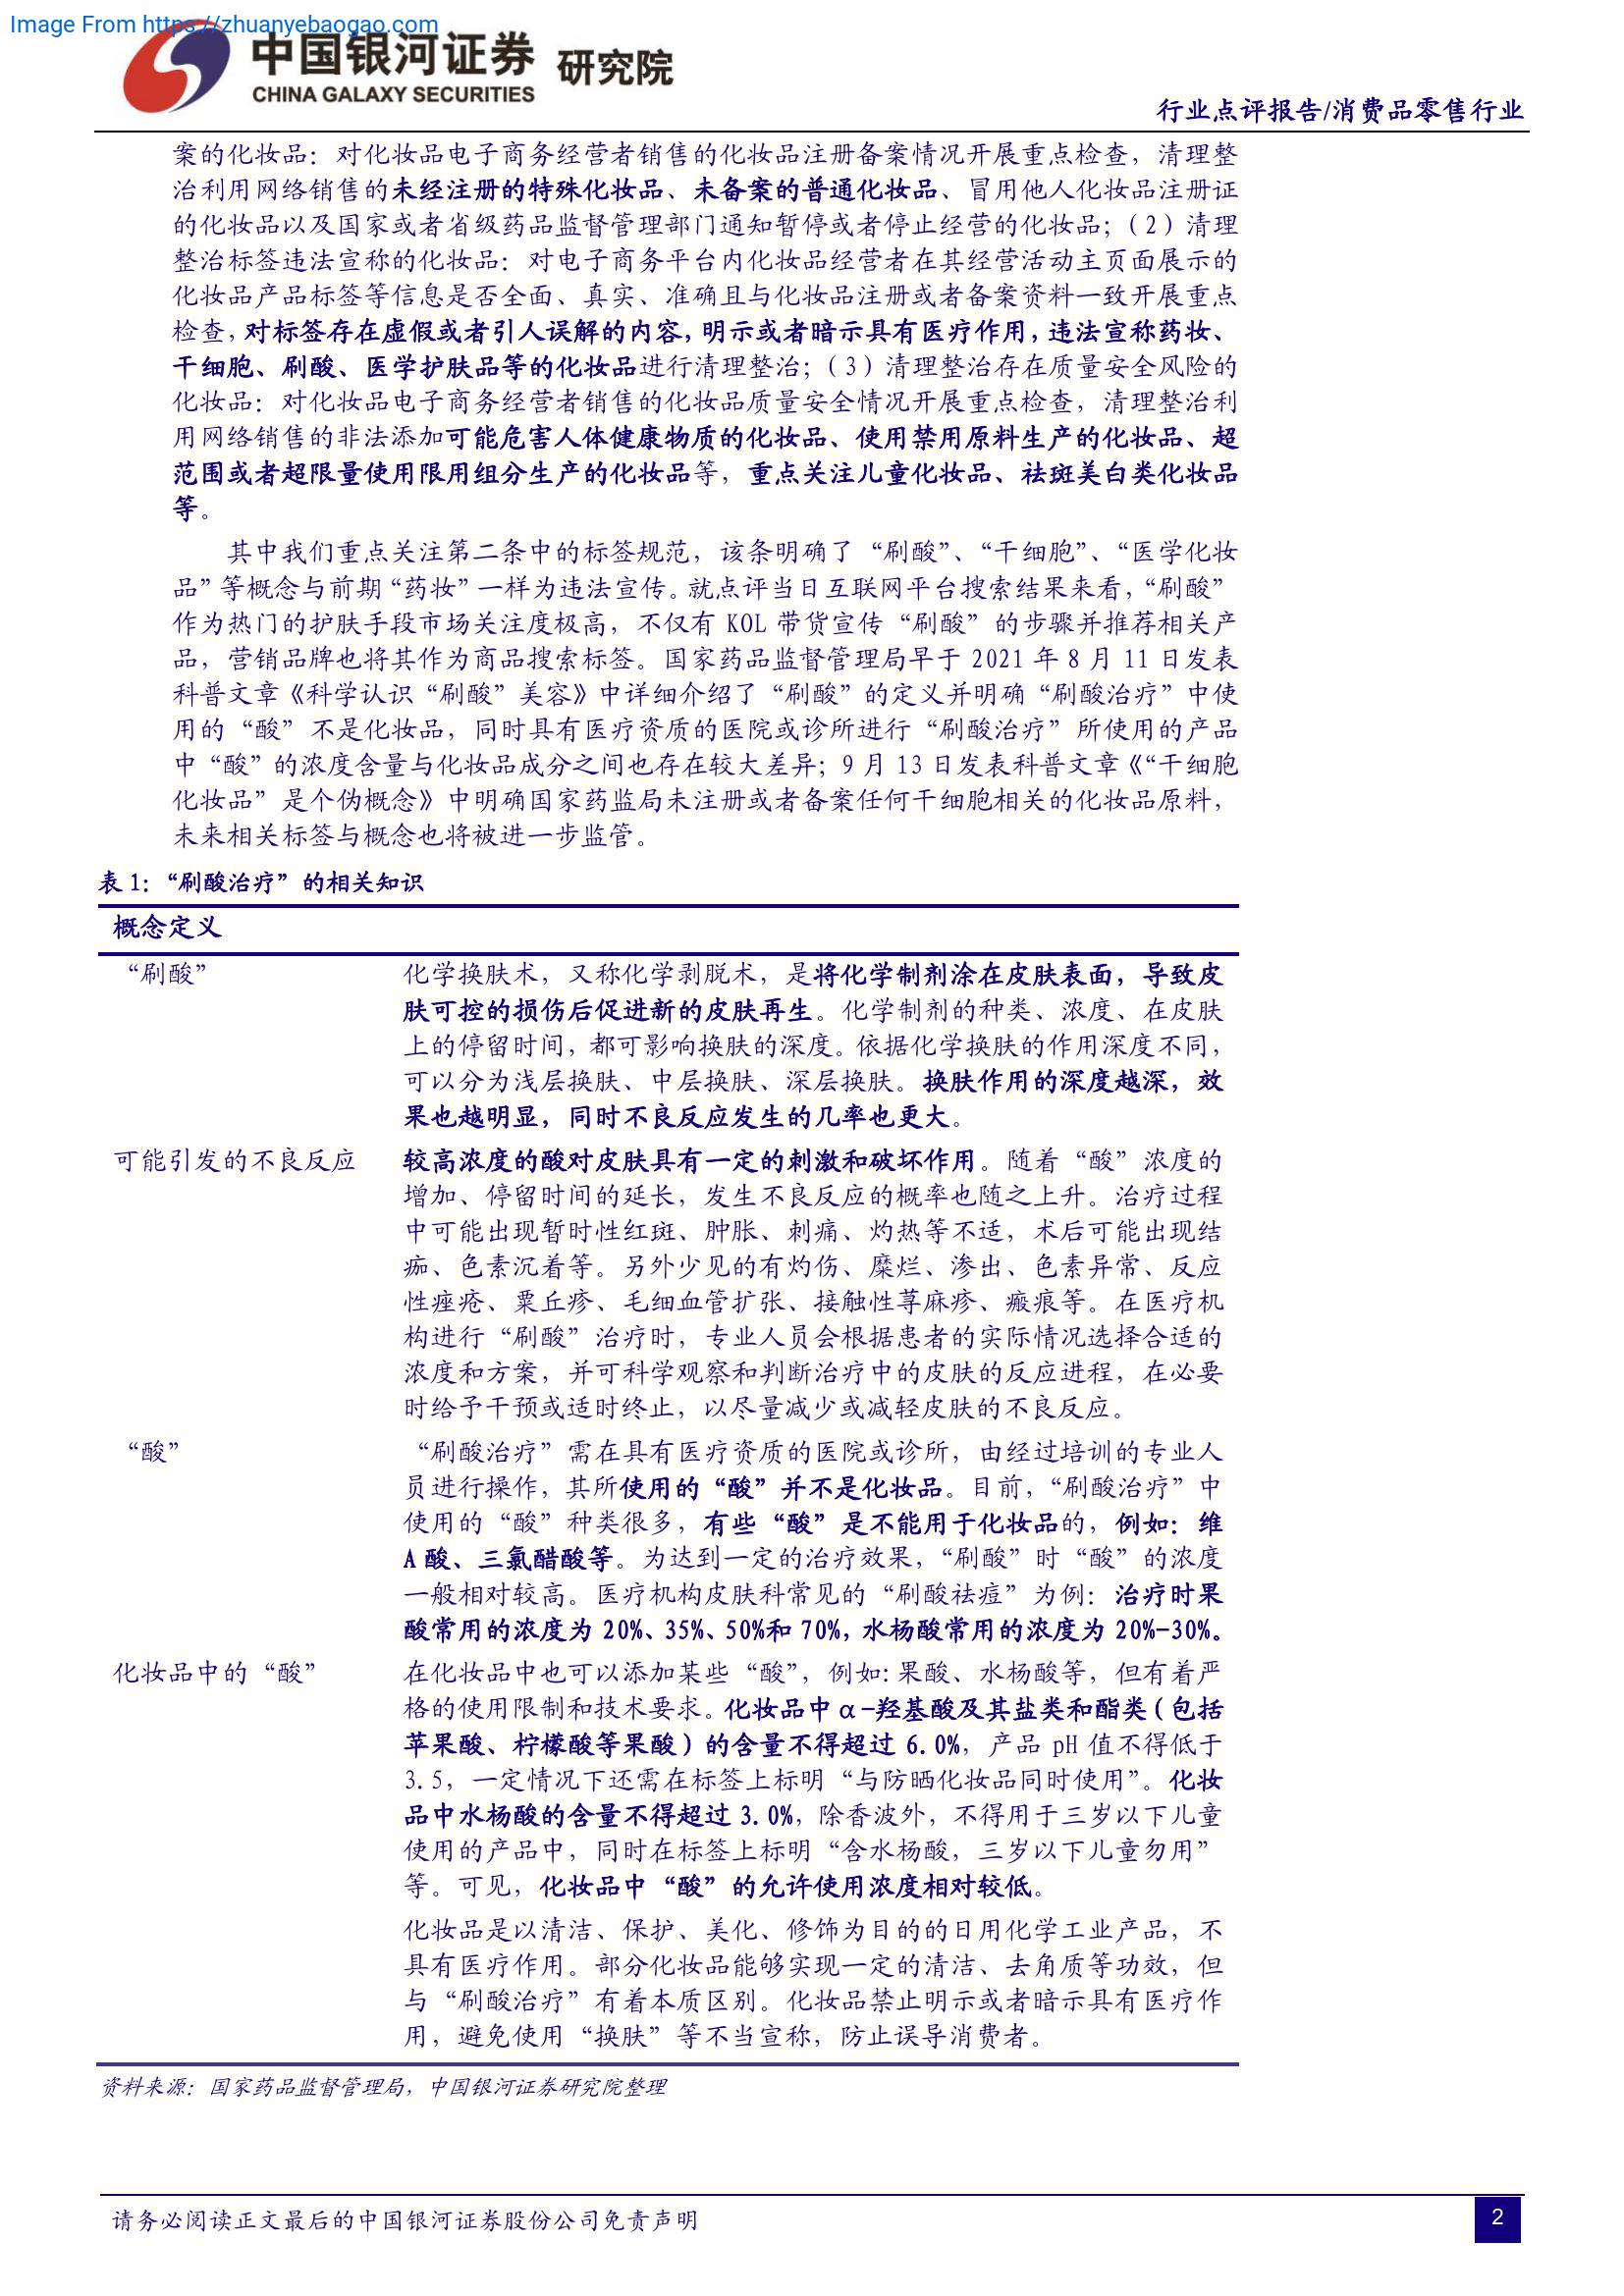 Image From https://zhuanyebaogao.com
中国银河证券 研究院
CHINA GALAXY SECURITIES
行业点评报告/消费品零售行业
案的化妆品：对化妆品电子商务经营者销售的化妆品注册备案情况开展重点检查，清理整
治利用网络销售的未经注册的特殊化妆品、未备案的普通化妆品、冒用他人化妆品注册证
的化妆品以及国家或者省级药品监督管理部门通知暂停或者停止经营的化妆品；（2）清理
整治标签违法宣称的化妆品：对电子商务平台内化妆品经营者在其经营活动主页面展示的
化妆品产品标签等信息是否全面、真实、准确且与化妆品注册或者备案资料一致开展重点
检查，对标签存在虚假或者引人误解的内容，明示或者暗示具有医疗作用，违法宣称药妆、
干细胞、刷酸、医学护肤品等的化妆品进行清理整治；（3）清理整治存在质量安全风险的
化妆品：对化妆品电子商务经营者销售的化妆品质量安全情况开展重点检查，清理整治利
用网络销售的非法添加可能危害人体健康物质的化妆品、使用禁用原料生产的化妆品、超
范围或者超限量使用限用组分生产的化妆品等，重点关注儿童化妆品、祛斑美白类化妆品
等。
其中我们重点关注第二条中的标签规范，该条明确了“刷酸”、“干细胞”、“医学化妆
品”等概念与前期“药妆”一样为违法宣传。就点评当日互联网平台搜索结果来看，“刷酸”
作为热门的护肤手段市场关注度极高，不仅有 KOL 带货宣传“刷酸”的步骤并推荐相关产
品，营销品牌也将其作为商品搜索标签。国家药品监督管理局早于 2021 年 8 月 11 日发表
科普文章《科学认识“刷酸”美容》中详细介绍了“刷酸”的定义并明确“刷酸治疗”中使
用的“酸”不是化妆品，同时具有医疗资质的医院或诊所进行“刷酸治疗”所使用的产品
中“酸”的浓度含量与化妆品成分之间也存在较大差异；9 月 13 日发表科普文章《“干细胞
化妆品”是个伪概念》中明确国家药监局未注册或者备案任何干细胞相关的化妆品原料，
未来相关标签与概念也将被进一步监管。
表 1：“刷酸治疗”的相关知识
概念定义
“刷酸” 化学换肤术，又称化学剥脱术，是将化学制剂涂在皮肤表面，导致皮
肤可控的损伤后促进新的皮肤再生。化学制剂的种类、浓度、在皮肤
上的停留时间，都可影响换肤的深度。依据化学换肤的作用深度不同，
可以分为浅层换肤、中层换肤、深层换肤。换肤作用的深度越深，效
果也越明显，同时不良反应发生的几率也更大。
可能引发的不良反应 较高浓度的酸对皮肤具有一定的刺激和破坏作用。随着“酸”浓度的
增加、停留时间的延长，发生不良反应的概率也随之上升。治疗过程
中可能出现暂时性红斑、肿胀、刺痛、灼热等不适，术后可能出现结
痂、色素沉着等。另外少见的有灼伤、糜烂、渗出、色素异常、反应
性痤疮、粟丘疹、毛细血管扩张、接触性荨麻疹、瘢痕等。在医疗机
构进行“刷酸”治疗时，专业人员会根据患者的实际情况选择合适的
浓度和方案，并可科学观察和判断治疗中的皮肤的反应进程，在必要
时给予干预或适时终止，以尽量减少或减轻皮肤的不良反应。
“酸” “刷酸治疗”需在具有医疗资质的医院或诊所，由经过培训的专业人
员进行操作，其所使用的“酸”并不是化妆品。目前，“刷酸治疗”中
使用的“酸”种类很多，有些“酸”是不能用于化妆品的，例如：维
A 酸、三氯醋酸等。为达到一定的治疗效果，“刷酸”时“酸”的浓度
一般相对较高。医疗机构皮肤科常见的“刷酸祛痘”为例：治疗时果
酸常用的浓度为 20%、35%、50%和 70%，水杨酸常用的浓度为 20%-30%。
化妆品中的“酸” 在化妆品中也可以添加某些“酸”，例如：果酸、水杨酸等，但有着严
格的使用限制和技术要求。化妆品中α-羟基酸及其盐类和酯类（包括
苹果酸、柠檬酸等果酸）的含量不得超过 6.0%，产品 pH 值不得低于
3.5，一定情况下还需在标签上标明“与防晒化妆品同时使用”。化妆
品中水杨酸的含量不得超过 3.0%，除香波外，不得用于三岁以下儿童
使用的产品中，同时在标签上标明“含水杨酸，三岁以下儿童勿用”
等。可见，化妆品中“酸”的允许使用浓度相对较低。
化妆品是以清洁、保护、美化、修饰为目的的日用化学工业产品，不
具有医疗作用。部分化妆品能够实现一定的清洁、去角质等功效，但
与“刷酸治疗”有着本质区别。化妆品禁止明示或者暗示具有医疗作
用，避免使用“换肤”等不当宣称，防止误导消费者。
资料来源：国家药品监督管理局，中国银河证券研究院整理
请务必阅读正文最后的中国银河证券股份公司免责声明
2